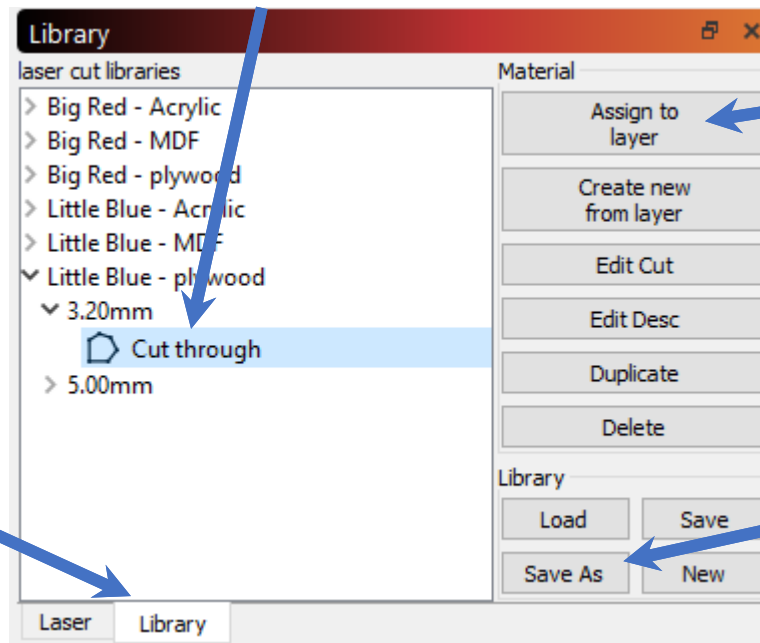 Library
laser cut libraries
Material
Big Red - Acrylic
Big Red - MDF
Big Red - plywood
Little Blue - Acrylic
Little Blue - MDF
Little Blue - plywood
3.20mm
Cut through
5.00mm
Assign to
layer
Create new
from layer
Edit Cut
Edit Desc
Duplicate
Delete
Library
Load
Save
Save As
New
Laser
Library